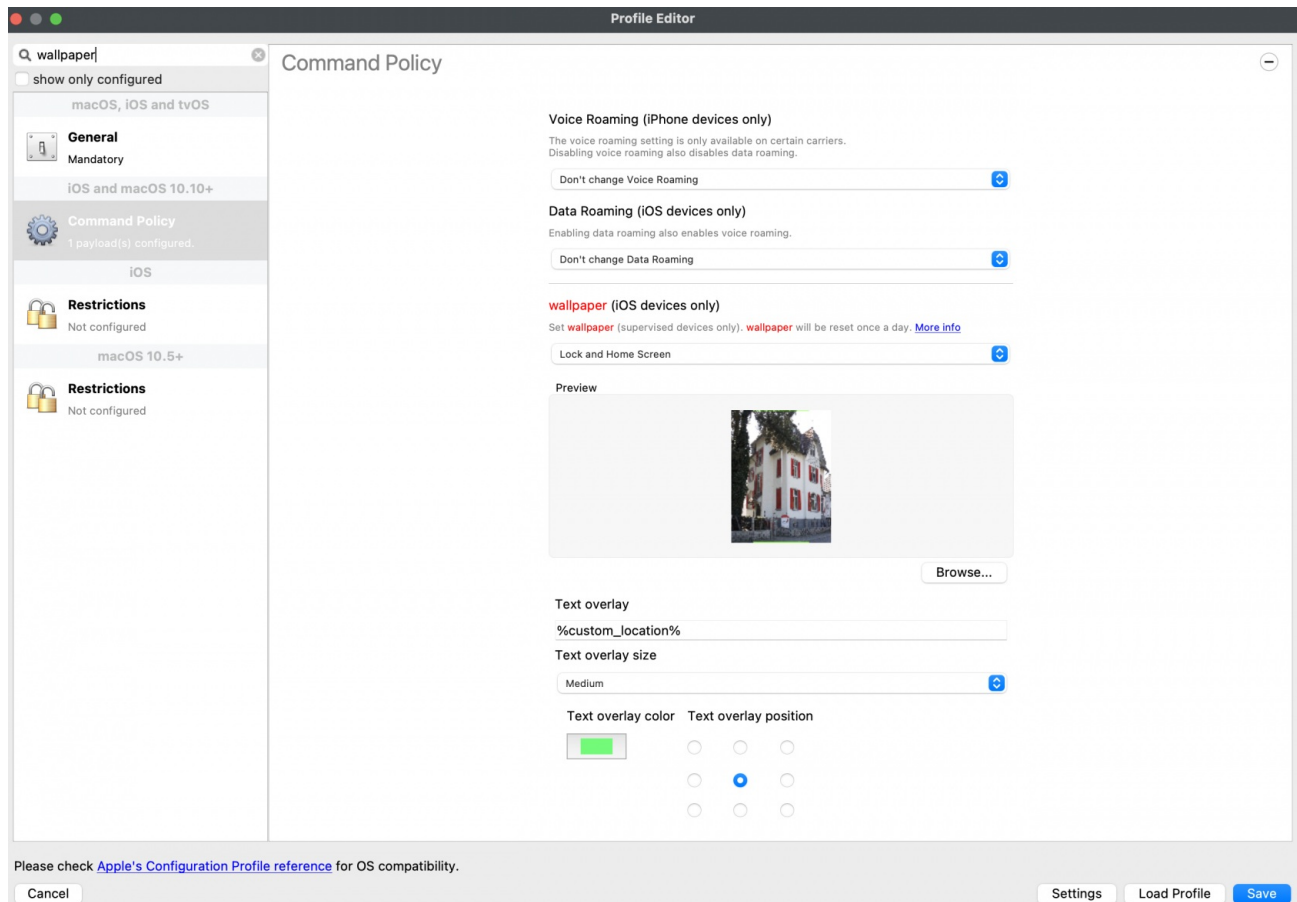 Profile Editor
wallpaper
show only configured
macOS, iOS and tvOS
General
Mandatory
iOS and macOS 10.10+
Command Policy
1 payload(s) configured.
iOS
Restrictions
Not configured
macOS 10.5+
Restrictions
Not configured
Command Policy
Voice Roaming (iPhone devices only)
The voice roaming setting is only available on certain carriers.
Disabling voice roaming also disables data roaming.
Don't change Voice Roaming
Data Roaming (iOS devices only)
Enabling data roaming also enables voice roaming.
Don't change Data Roaming
wallpaper (iOS devices only)
Set wallpaper (supervised devices only). wallpaper will be reset once a day. More info
Lock and Home Screen
Preview
Browse...
Text overlay
%custom_location%
Text overlay size
Medium
Text overlay color Text overlay position
Please check Apple's Configuration Profile reference for OS compatibility.
Cancel
Settings
Load Profile
Save